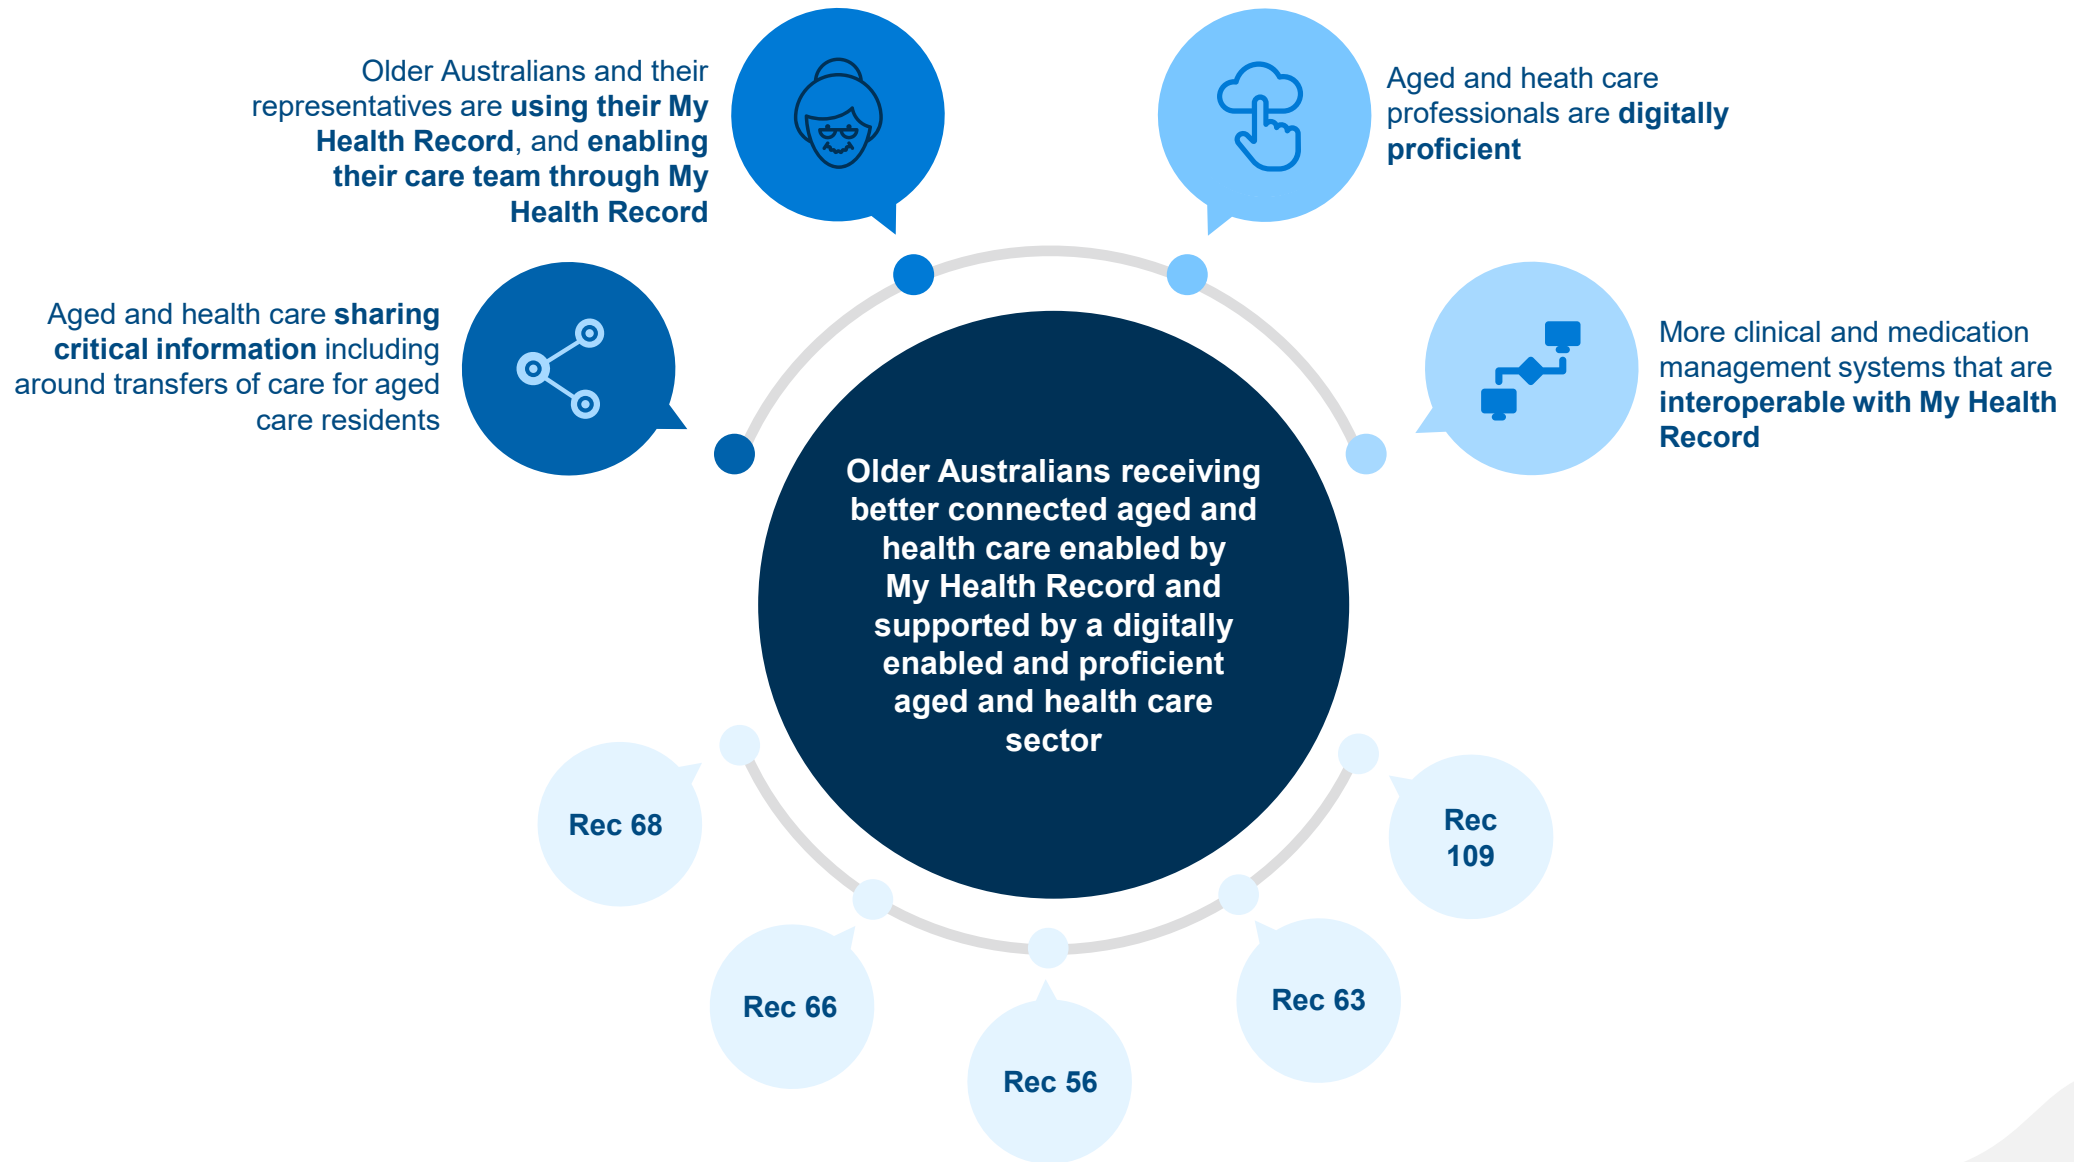 Older Australians and their
representatives are using their My
Health Record, and enabling
their care team through My
Health Record
Aged and heath care
professionals are digitally
proficient
Aged and health care sharing
critical information including
around transfers of care for aged
care residents
More clinical and medication
management systems that are
interoperable with My Health
Record
Older Australians receiving
better connected aged and
health care enabled by
My Health Record and
supported by a digitally
enabled and proficient
aged and health care
sector
Rec 68
Rec 66
Rec 56
Rec 63
Rec
109